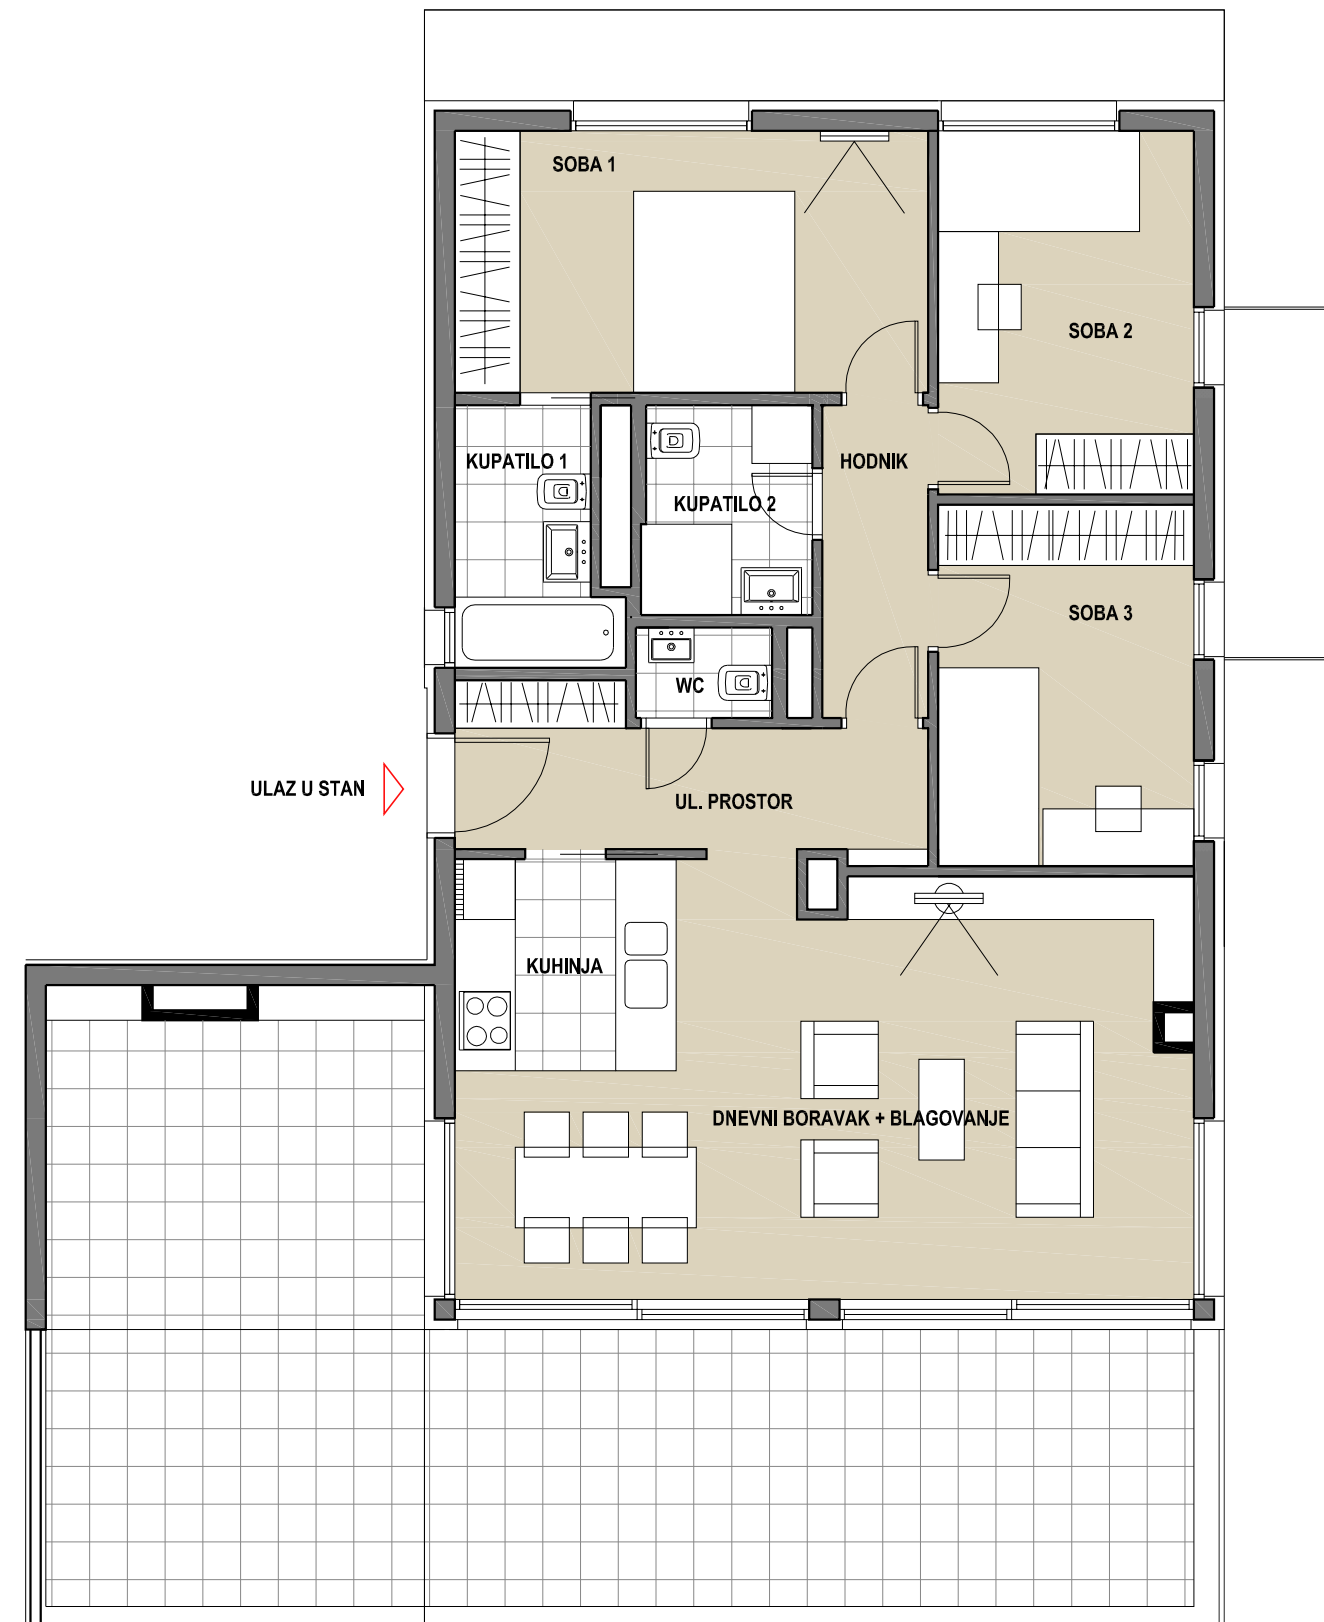 SOBA 1
SOBA 2
KUPATILO 1
HODNIK
KUPATILO 2
SOBA 3
WC
ULAZ U STAN
UL. PROSTOR
KUHINJA
DNEVNI BORAVAK + BLAGOVANJE